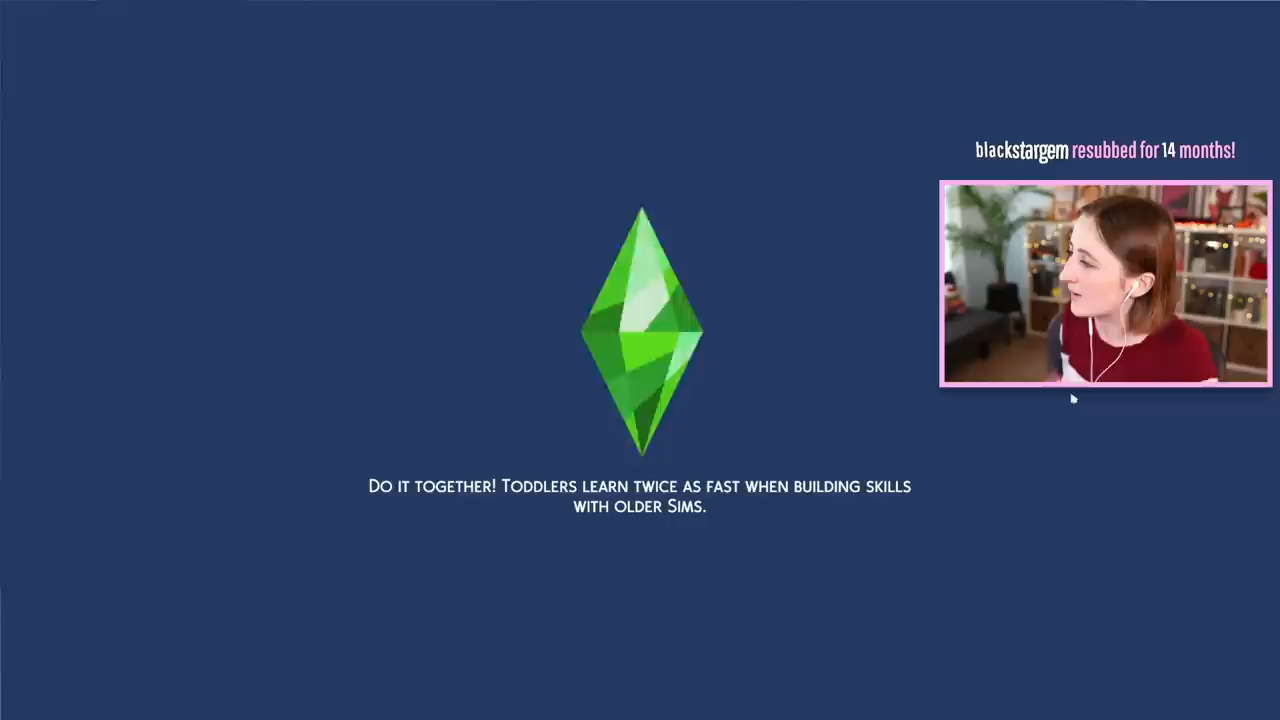 blackstargem resubbed for 14 months!
DO IT TOGETHER! TODDLERS LEARN TWICE AS FAST WHEN BUILDING SKILLS
WITH OLDER SIMS.